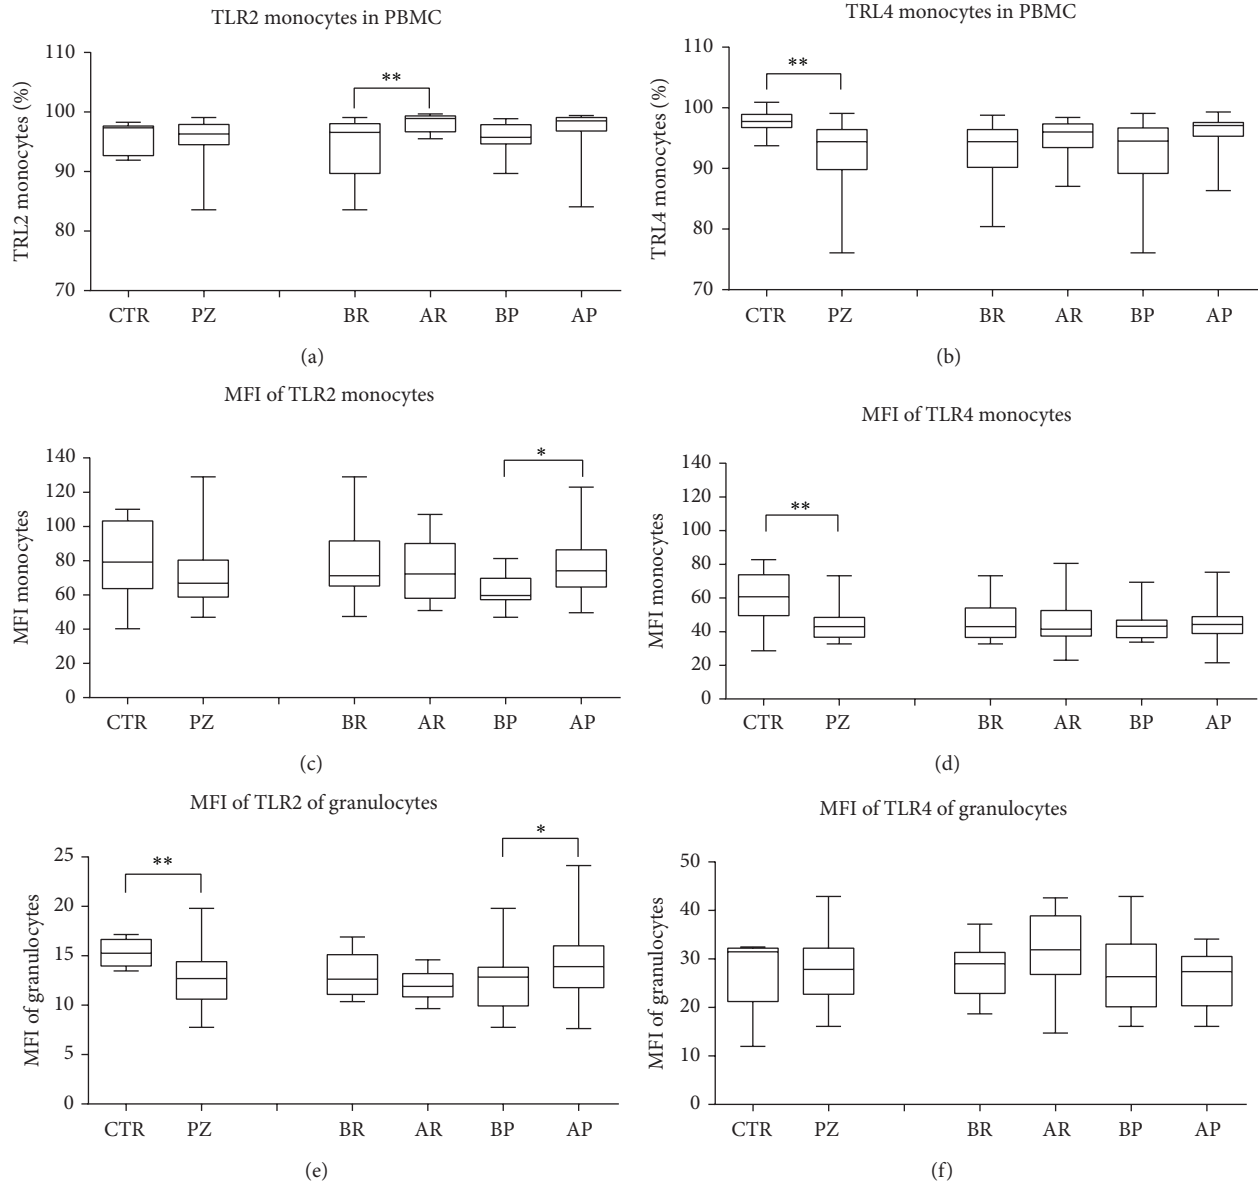 TLR2 monocytes in PBMC
TRL2 monocytes (%)
110
100
90
80
70
**
CTR PZ BR AR BP AP
(a)
TRL4 monocytes in PBMC
TRL4 monocytes (%)
110
100
90
80
70
**
CTR PZ BR AR BP AP
(b)
MFI of TLR2 monocytes
MFI monocytes
140
120
100
80
60
40
20
0
*
CTR PZ BR AR BP AP
(c)
MFI of TLR4 monocytes
MFI monocytes
140
120
100
80
60
40
20
0
**
CTR PZ BR AR BP AP
(d)
MFI of TLR2 of granulocytes
MFI of granulocytes
25
20
15
10
5
0
**
*
CTR PZ BR AR BP AP
(e)
MFI of TLR4 of granulocytes
MFI of granulocytes
50
40
30
20
10
0
CTR PZ BR AR BP AP
(f)